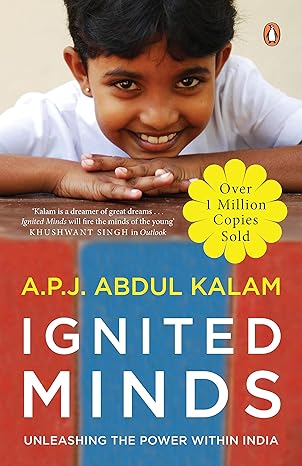 "Kalam is a dreamer of great dreams . . .
Ignited Minds will fire the minds of the young'
KHUSHWANT SINGH in Outlook
Over
1 Million
Copies
Sold
A.P.J. ABDUL KALAM
IGNITED
MINDS
UNLEASHING THE POWER WITHIN INDIA